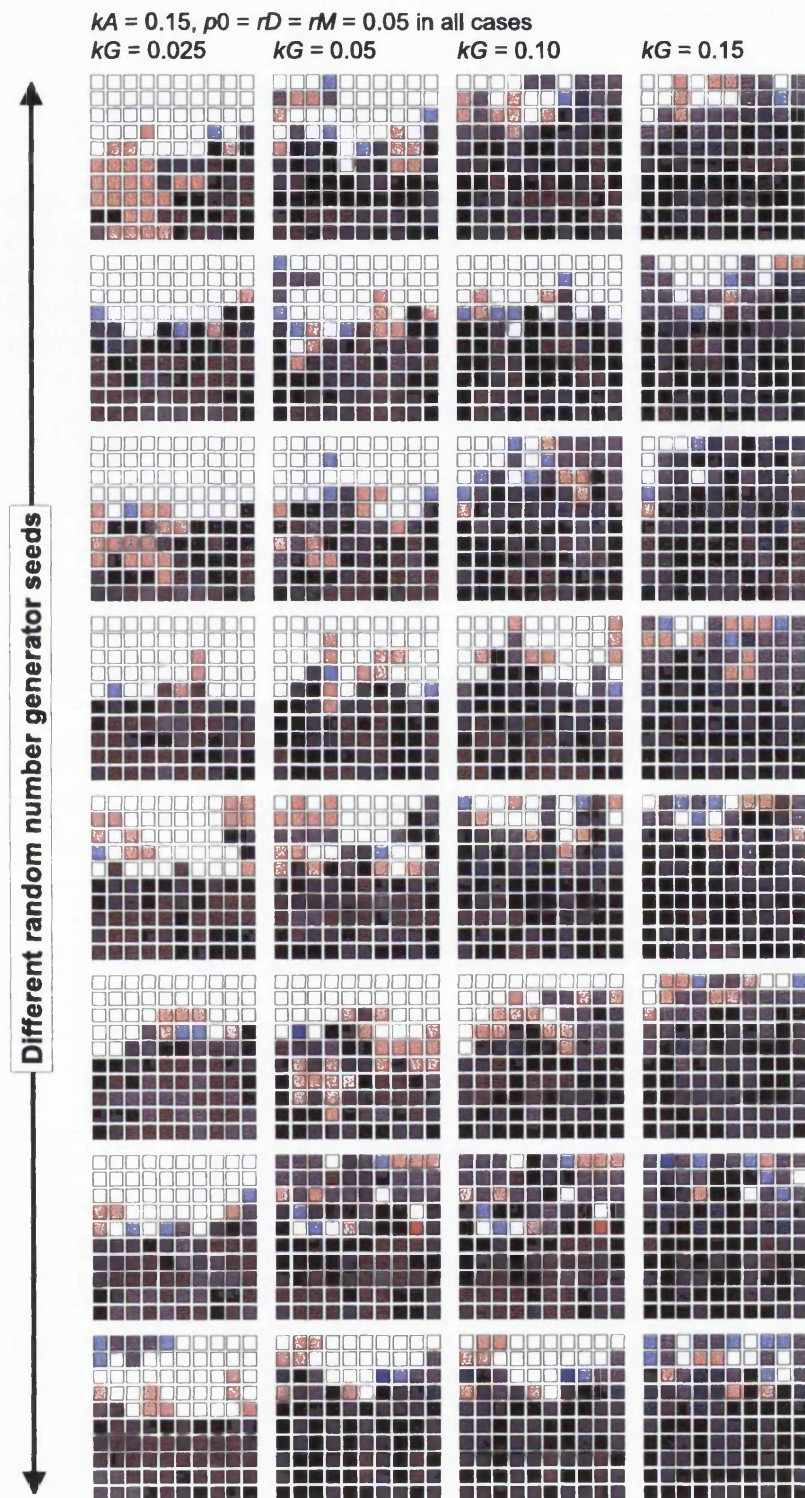 kA = 0.15, p0 = rD = rM = 0.05 in all cases
kG = 0.025 kG = 0.05 kG = 0.10 kG = 0.15
Different random number generator seeds